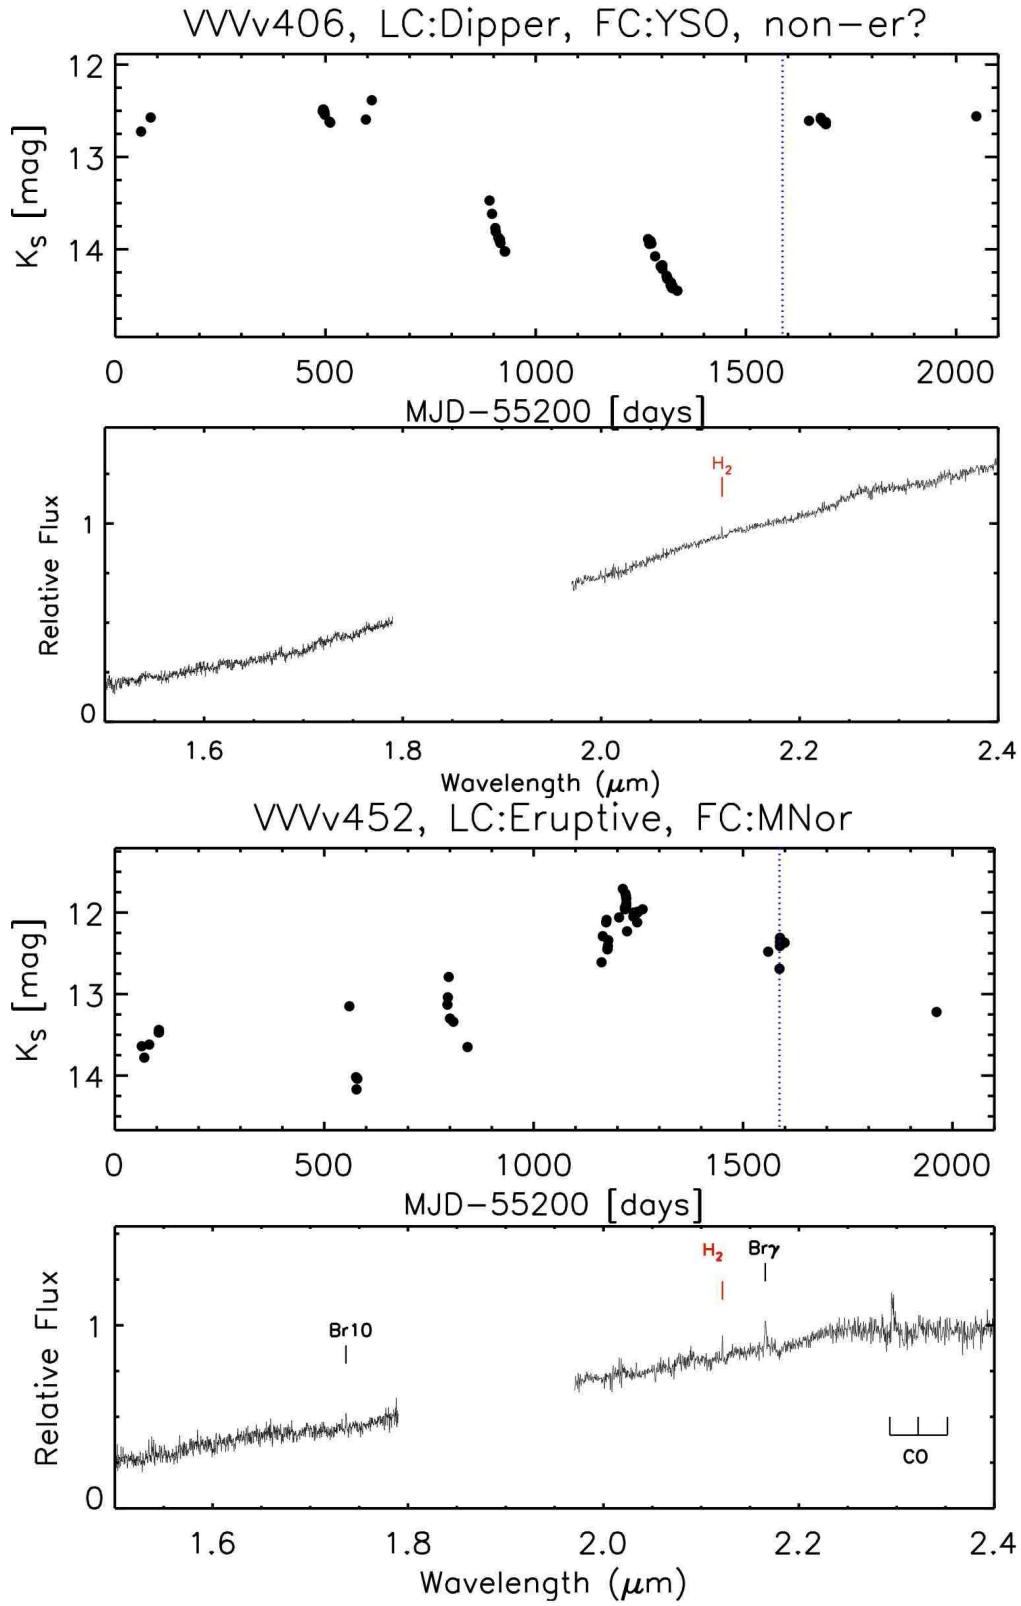 VVVv406, LC:Dipper, FC:YSO, non-er?
12
13
14
Ks [mag]
0 500 1000 1500 2000
MJD-55200 [days]
H2
1
0
Relative Flux
1.6 1.8 2.0 2.2 2.4
Wavelength (μm)
VVVv452, LC:Eruptive, FC:MNor
12
13
14
Ks [mag]
0 500 1000 1500 2000
MJD-55200 [days]
H2 Brγ
Br10
CO
1
0
Relative Flux
1.6 1.8 2.0 2.2 2.4
Wavelength (μm)